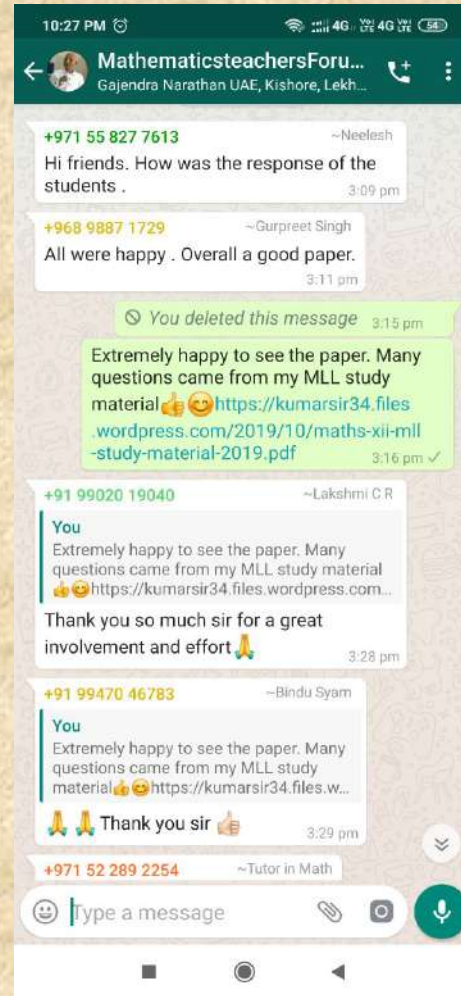 10:27 PM 4G VoLTE 4G VoLTE 54
MathematicsteachersForu...
Gajendra Narathan UAE, Kishore, Lekh...
+971 55 827 7613 ~Neelesh
Hi friends. How was the response of the
students .
3:09 pm
+968 9887 1729 ~Gurpreet Singh
All were happy . Overall a good paper.
3:11 pm
You deleted this message 3:15 pm
Extremely happy to see the paper. Many
questions came from my MLL study
material👍😊https://kumarsir34.files
.wordpress.com/2019/10/maths-xii-mll
-study-material-2019.pdf
3:16 pm
+91 99020 19040 ~Lakshmi C R
You
Extremely happy to see the paper. Many
questions came from my MLL study material
👍😊https://kumarsir34.files.wordpress.com...
Thank you so much sir for a great
involvement and effort🙏
3:28 pm
+91 99470 46783 ~Bindu Syam
You
Extremely happy to see the paper. Many
questions came from my MLL study
material👍😊https://kumarsir34.files.w...
🙏🙏 Thank you sir 👍🏻
3:29 pm
+971 52 289 2254 ~Tutor in Math
Type a message